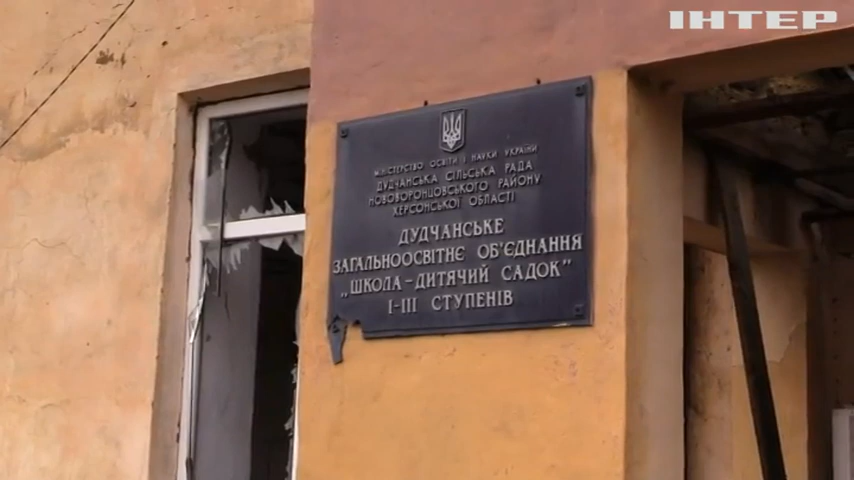 ІНТЕР
МІНІСТЕРСТВО ОСВІТИ І НАУКИ УКРАЇНИ
ДУДЧАНСЬКА СІЛЬСЬКА РАДА
НОВОВОРОНЦОВСЬКОГО РАЙОНУ
ХЕРСОНСЬКОЇ ОБЛАСТІ
ДУДЧАНСЬКЕ
ЗАГАЛЬНООСВІТНЄ ОБ'ЄДНАННЯ
„ШКОЛА – ДИТЯЧИЙ САДОК"
І-ІІІ СТУПЕНІВ